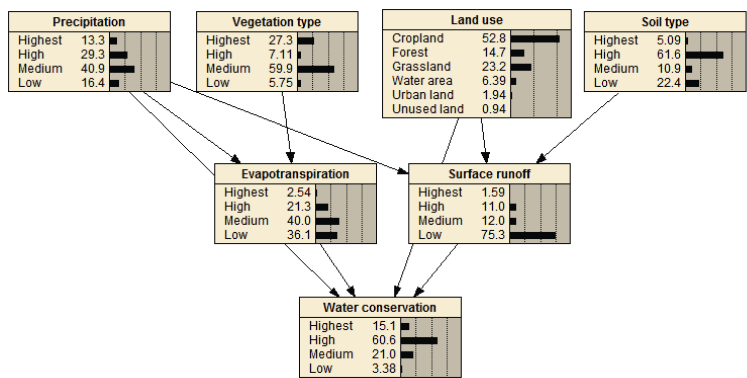 Precipitation
Highest 13.3
High 29.3
Medium 40.9
Low 16.4
Vegetation type
Highest 27.3
High 7.11
Medium 59.9
Low 5.75
Land use
Cropland 52.8
Forest 14.7
Grassland 23.2
Water area 6.39
Urban land 1.94
Unused land 0.94
Soil type
Highest 5.09
High 61.6
Medium 10.9
Low 22.4
Evapotranspiration
Highest 2.54
High 21.3
Medium 40.0
Low 36.1
Surface runoff
Highest 1.59
High 11.0
Medium 12.0
Low 75.3
Water conservation
Highest 15.1
High 60.6
Medium 21.0
Low 3.38